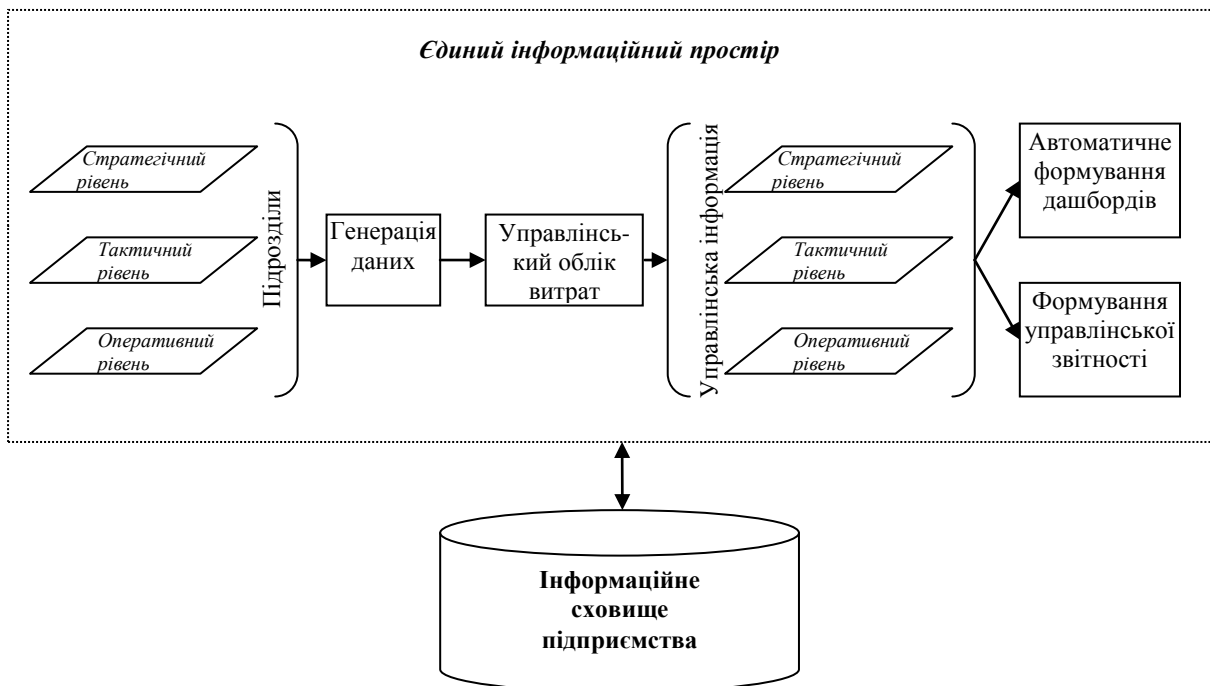 Єдиний інформаційний простір
Стратегічний
рівень
Тактичний
рівень
Оперативний
рівень
Підрозділи
Генерація
даних
Управлінсь-
кий облік
витрат
Управлінська інформація
Стратегічний
рівень
Тактичний
рівень
Оперативний
рівень
Автоматичне
формування
дашбордів
Формування
управлінської
звітності
Інформаційне
сховище
підприємства